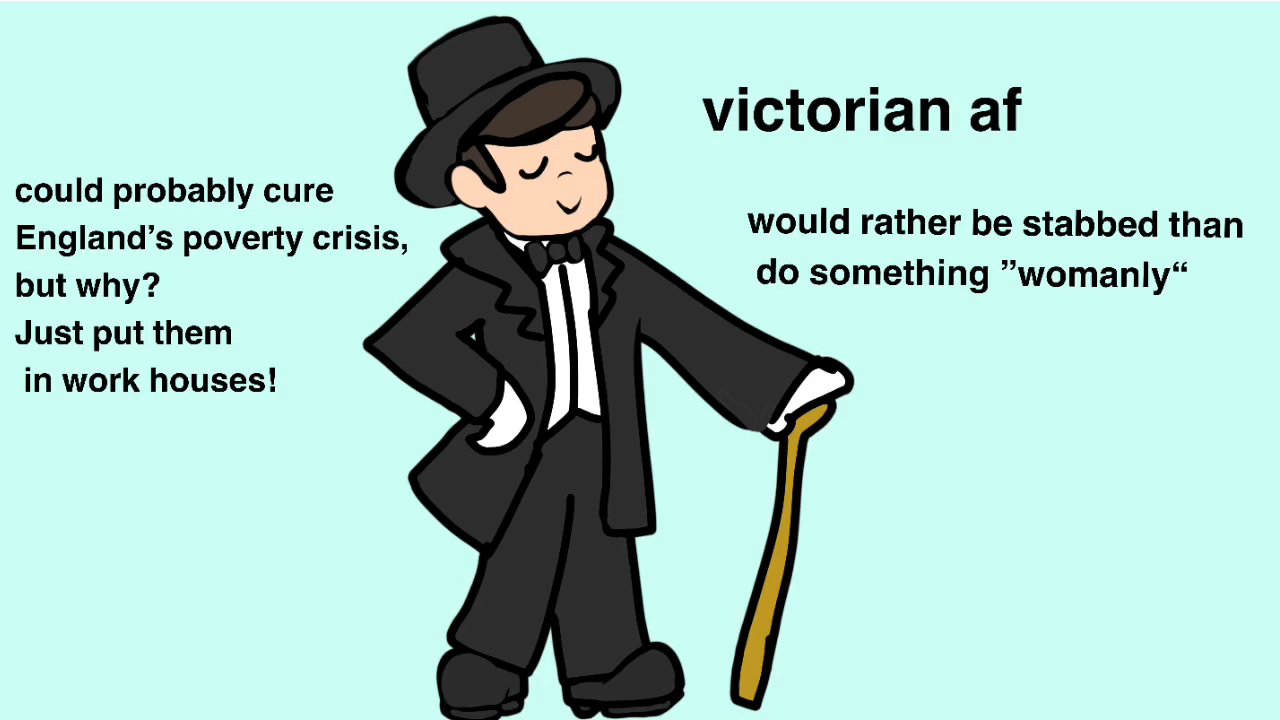 victorian af
could probably cure
England’s poverty crisis,
but why?
Just put them
in work houses!
would rather be stabbed than
do something ”womanly“